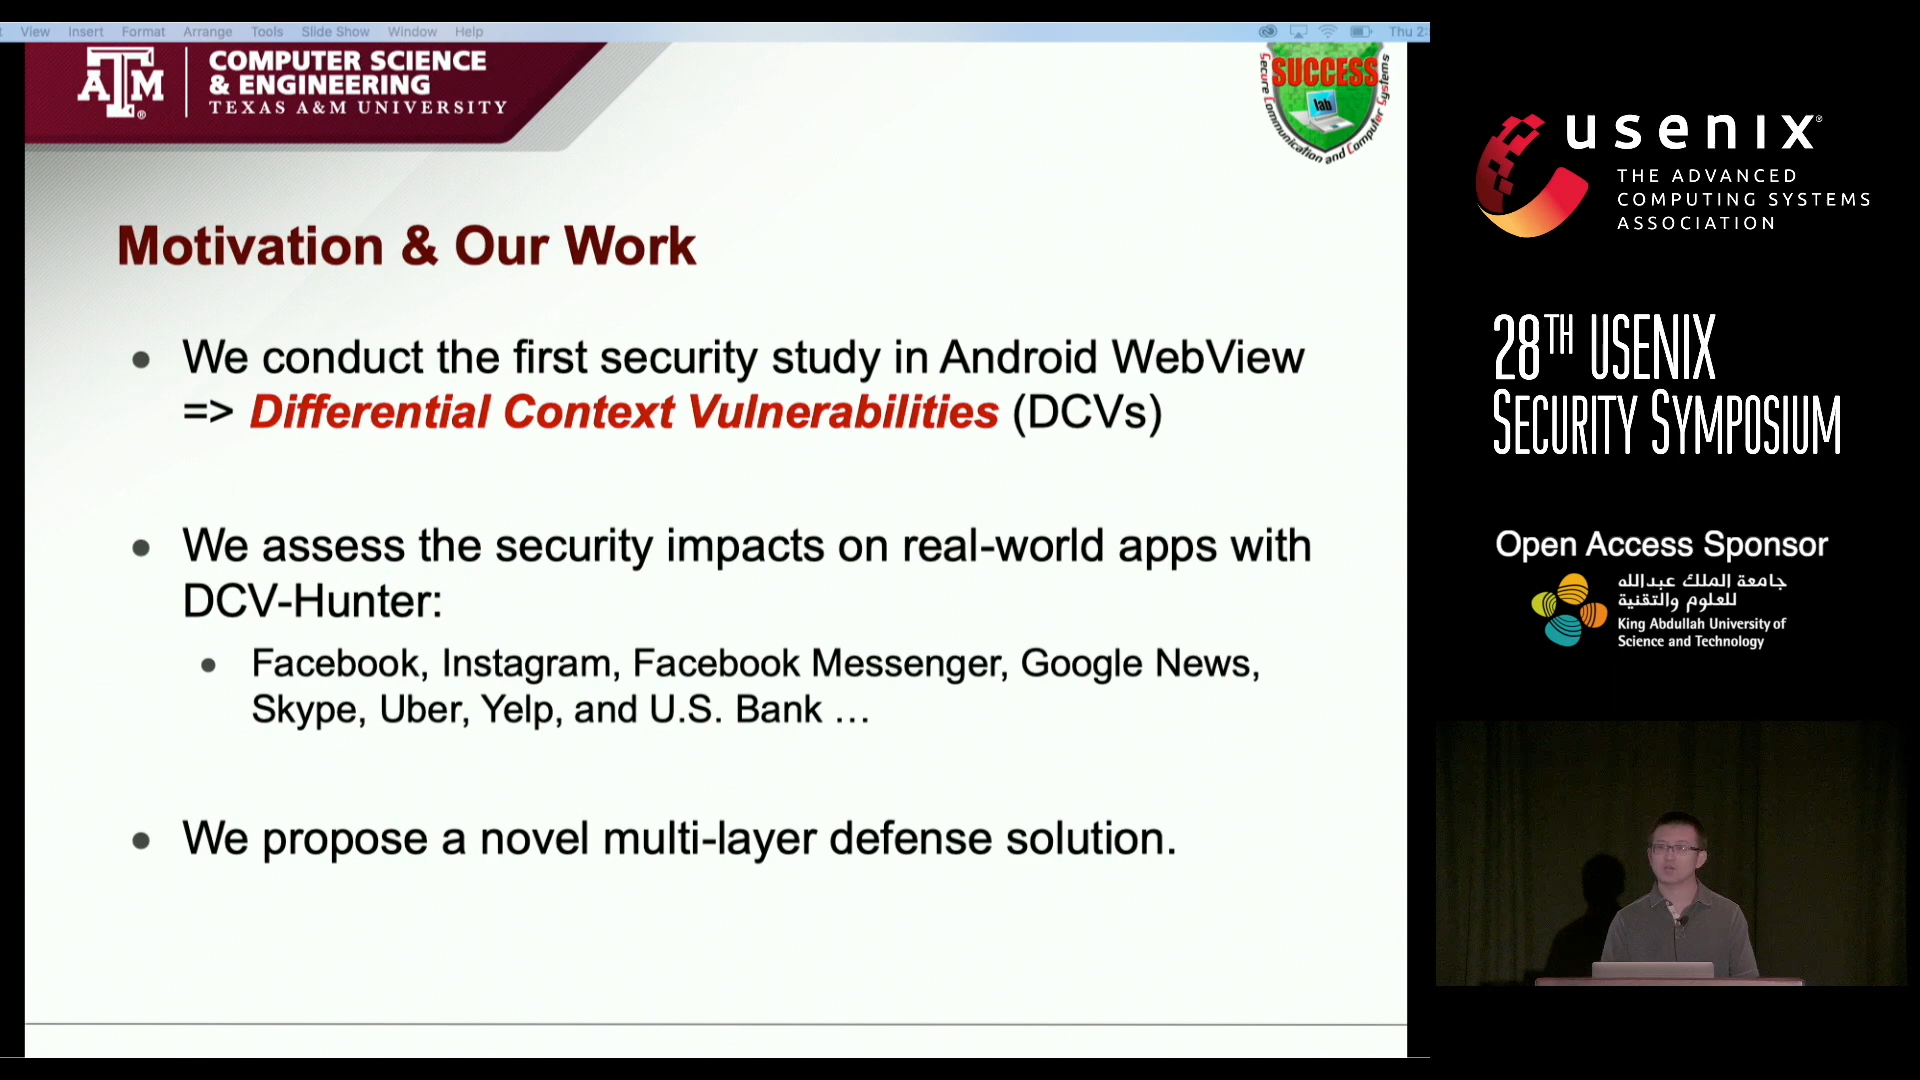 View Insert Format Arrange Tools Slide Show Window Help Thu 2:
ATM® COMPUTER SCIENCE
& ENGINEERING
TEXAS A&M UNIVERSITY
SUCCESS
lab
Secure Communication and Computer Systems
Motivation & Our Work
• We conduct the first security study in Android WebView
=> Differential Context Vulnerabilities (DCVs)
• We assess the security impacts on real-world apps with
DCV-Hunter:
• Facebook, Instagram, Facebook Messenger, Google News,
Skype, Uber, Yelp, and U.S. Bank …
• We propose a novel multi-layer defense solution.
usenix®
THE ADVANCED
COMPUTING SYSTEMS
ASSOCIATION
28TH USENIX
SECURITY SYMPOSIUM
Open Access Sponsor
جامعة الملك عبدالله
للعلوم والتقنية
King Abdullah University of
Science and Technology